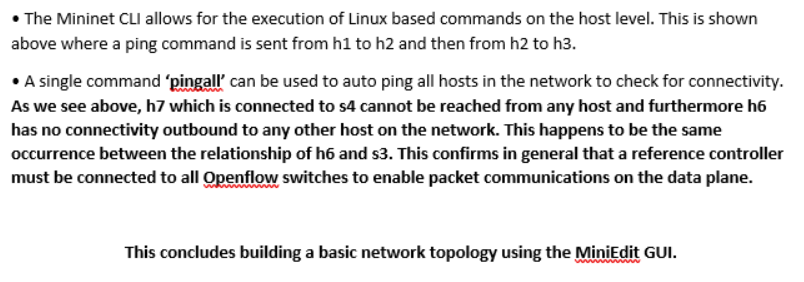 • The Mininet CLI allows for the execution of Linux based commands on the host level. This is shown
above where a ping command is sent from h1 to h2 and then from h2 to h3.
• A single command ‘pingall’ can be used to auto ping all hosts in the network to check for connectivity.
As we see above, h7 which is connected to s4 cannot be reached from any host and furthermore h6
has no connectivity outbound to any other host on the network. This happens to be the same
occurrence between the relationship of h6 and s3. This confirms in general that a reference controller
must be connected to all Openflow switches to enable packet communications on the data plane.
This concludes building a basic network topology using the MiniEdit GUI.